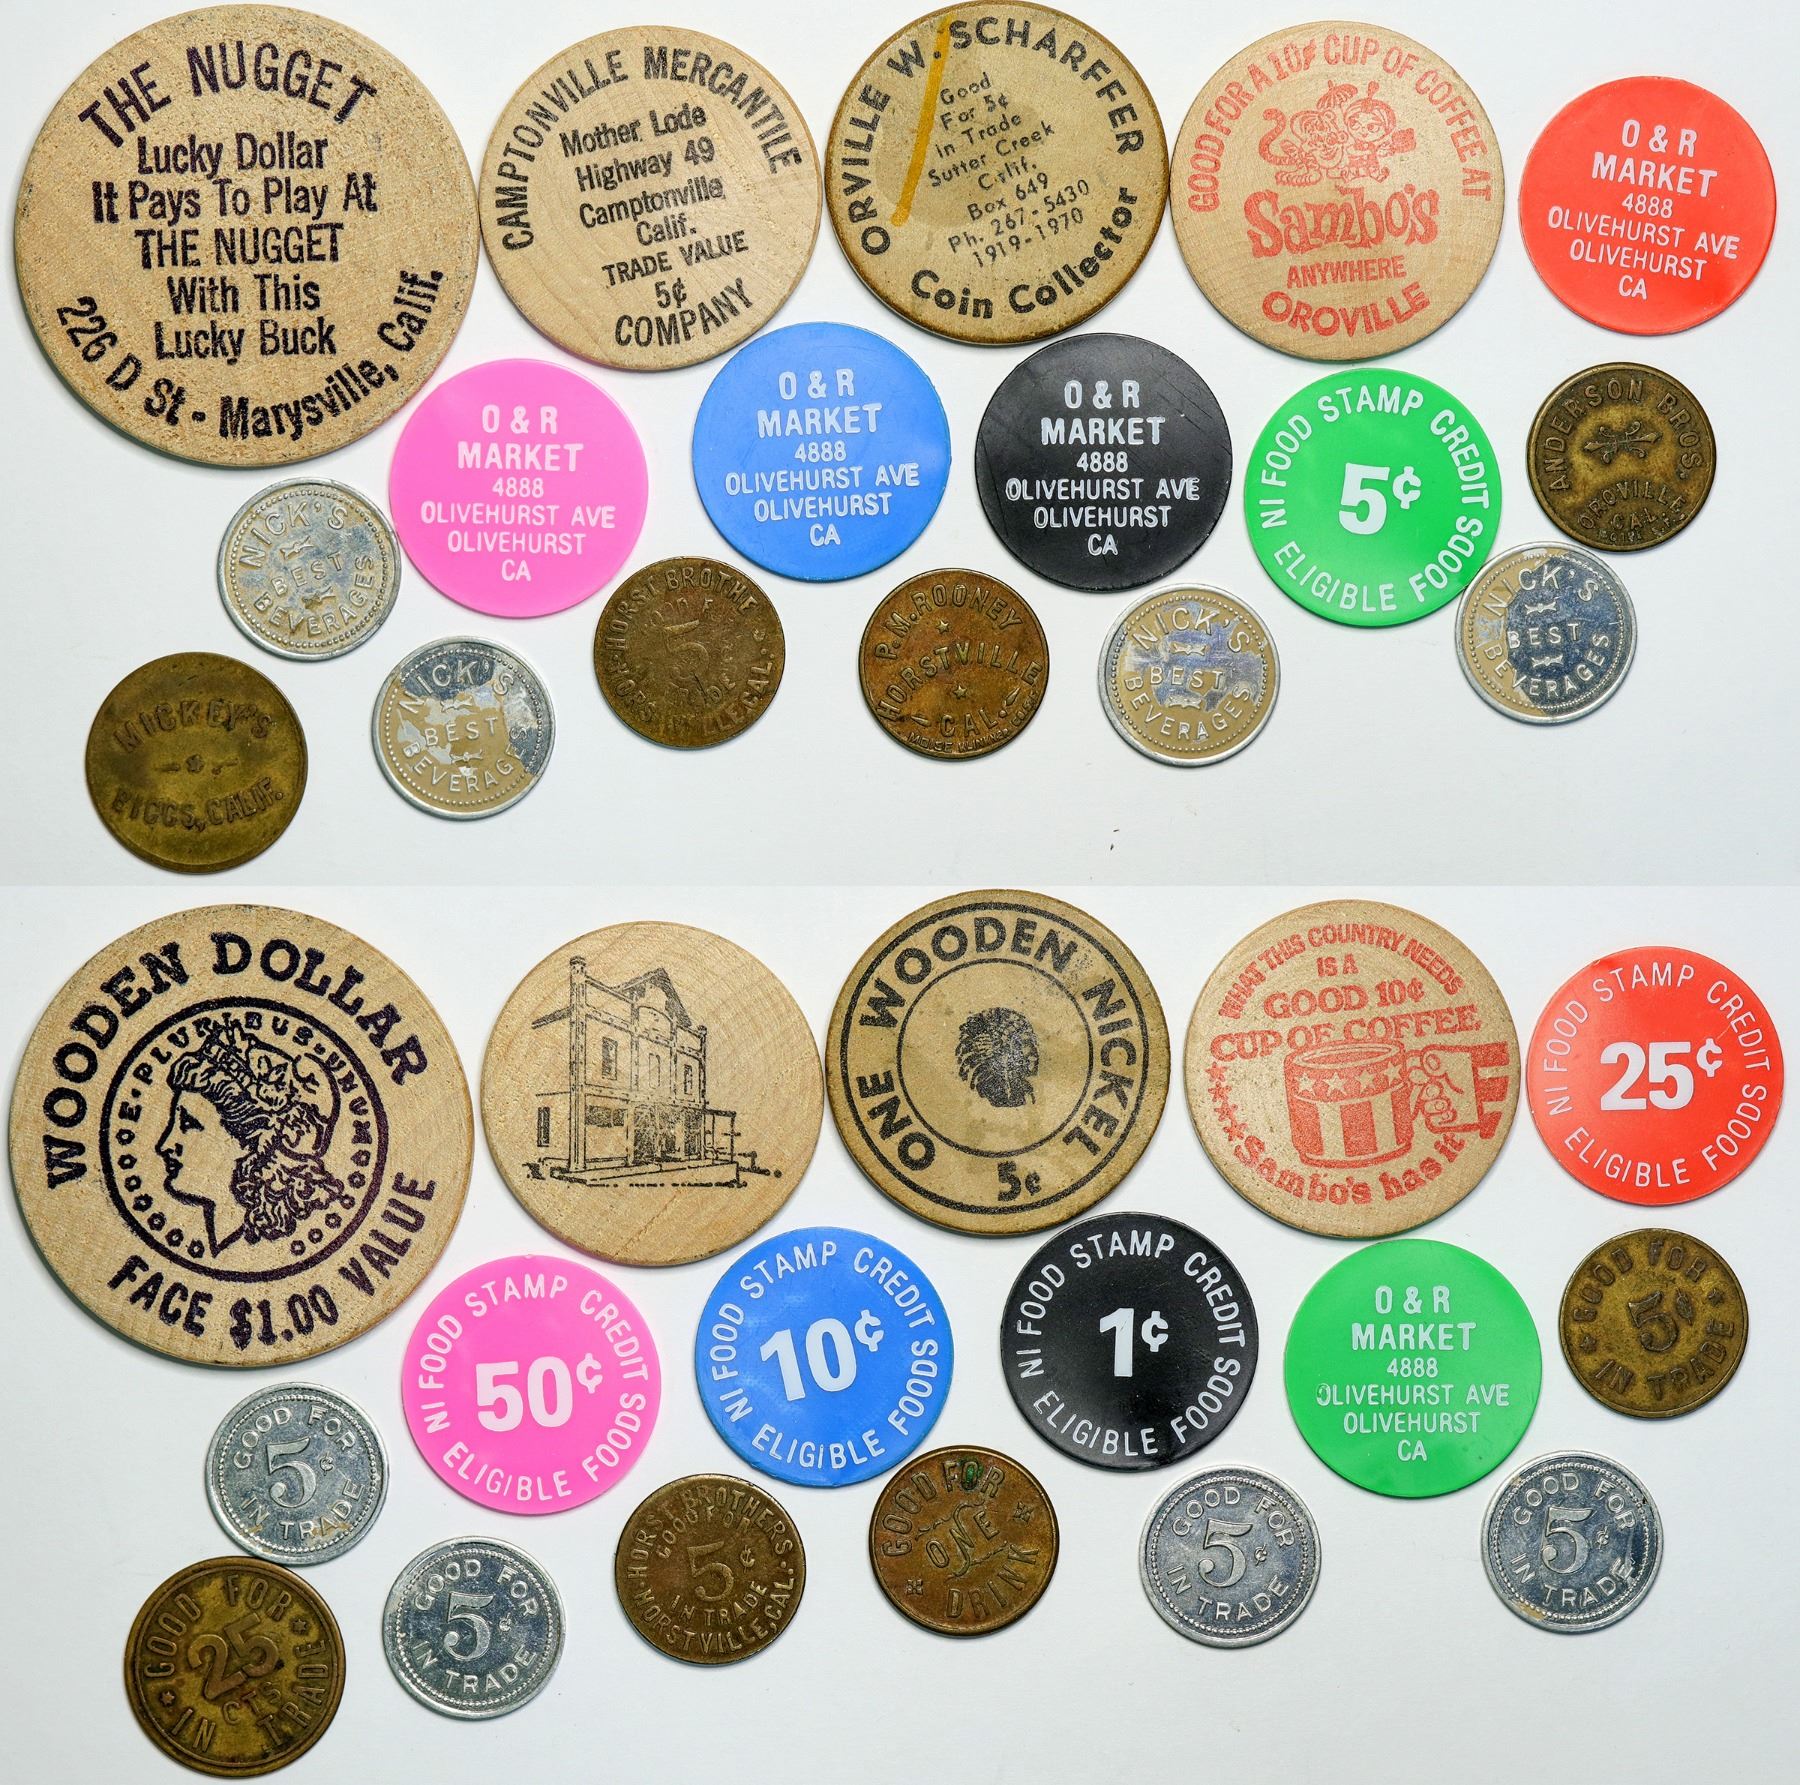 THE NUGGET
Lucky Dollar
It Pays To Play At
THE NUGGET
With This
Lucky Buck
226 D St - Marysville, Calif.
CAMPTONVILLE MERCANTILE
Mother Lode
Highway 49
Camptonville
Calif.
TRADE VALUE
5¢
COMPANY
ORVILLE W. SCHARFFER
Good
For 5¢
In Trade
Sutter Creek
Calif.
Box 649
Ph. 267-5430
1919-1970
Coin Collector
GOOD FOR A 10¢ CUP OF COFFEE AT
Sambo's
ANYWHERE
OROVILLE
O & R
MARKET
4888
OLIVEHURST AVE
OLIVEHURST
CA
O & R
MARKET
4888
OLIVEHURST AVE
OLIVEHURST
CA
O & R
MARKET
4888
OLIVEHURST AVE
OLIVEHURST
CA
O & R
MARKET
4888
OLIVEHURST AVE
OLIVEHURST
CA
NI FOOD STAMP CREDIT
5¢
ELIGIBLE FOODS
ANDERSON BROS.
OROVILLE
CAL.
NICK'S
BEST
BEVERAGES
HORST BROTHE
5
HORSTVILLE, CAL.
P.M. ROONEY
HORSTVILLE
CAL.
NICK'S
BEST
BEVERAGES
NICK'S
BEST
BEVERAGES
MICKEY'S
BIGGS, CALIF.
NICK'S
BEST
BEVERAGES
WOODEN DOLLAR
E·PLURIBUS·UNUM
FACE $1.00 VALUE
ONE WOODEN NICKEL
5¢
WHAT THIS COUNTRY NEEDS
IS A
GOOD 10¢
CUP OF COFFEE
Sambo's has it
NI FOOD STAMP CREDIT
25¢
ELIGIBLE FOODS
NI FOOD STAMP CREDIT
50¢
ELIGIBLE FOODS
NI FOOD STAMP CREDIT
10¢
ELIGIBLE FOODS
NI FOOD STAMP CREDIT
1¢
ELIGIBLE FOODS
O & R
MARKET
4888
OLIVEHURST AVE
OLIVEHURST
CA
GOOD FOR
5¢
IN TRADE
GOOD FOR
5¢
IN TRADE
HORST BROTHERS
GOOD FOR
5¢
IN TRADE
HORSTVILLE, CAL.
GOOD FOR
ONE
DRINK
GOOD FOR
5¢
IN TRADE
GOOD FOR
5¢
IN TRADE
GOOD FOR
25
CTS
IN TRADE
GOOD FOR
5¢
IN TRADE